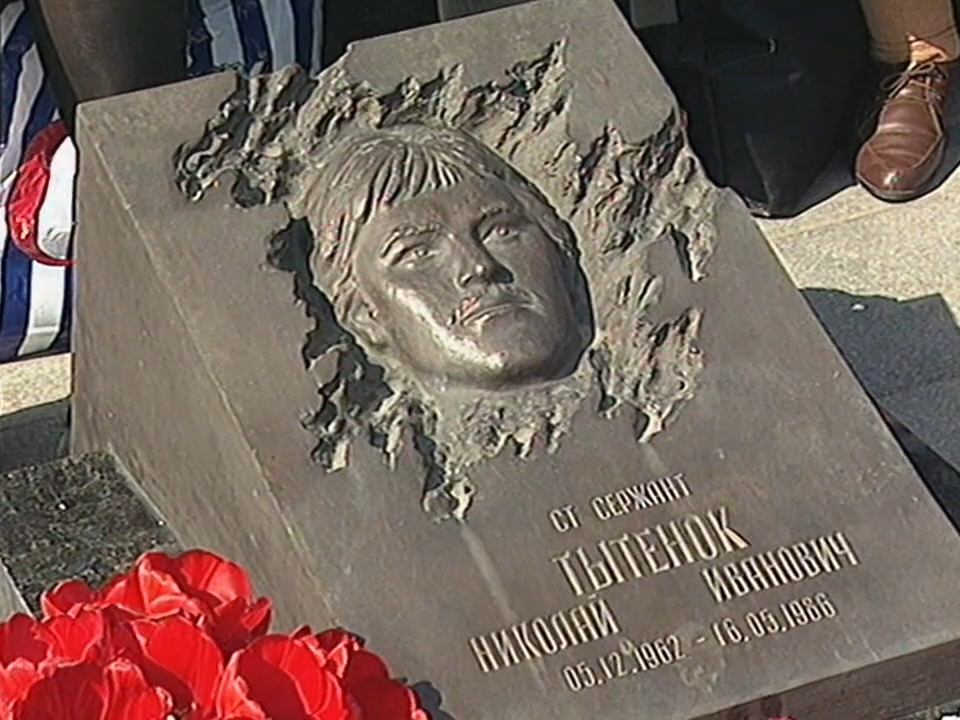 СТ СЕРЖАНТ
ТЫТЕНОК
НИКОЛАЙ ИВАНОВИЧ
05.12.1962 - 16.05.1986